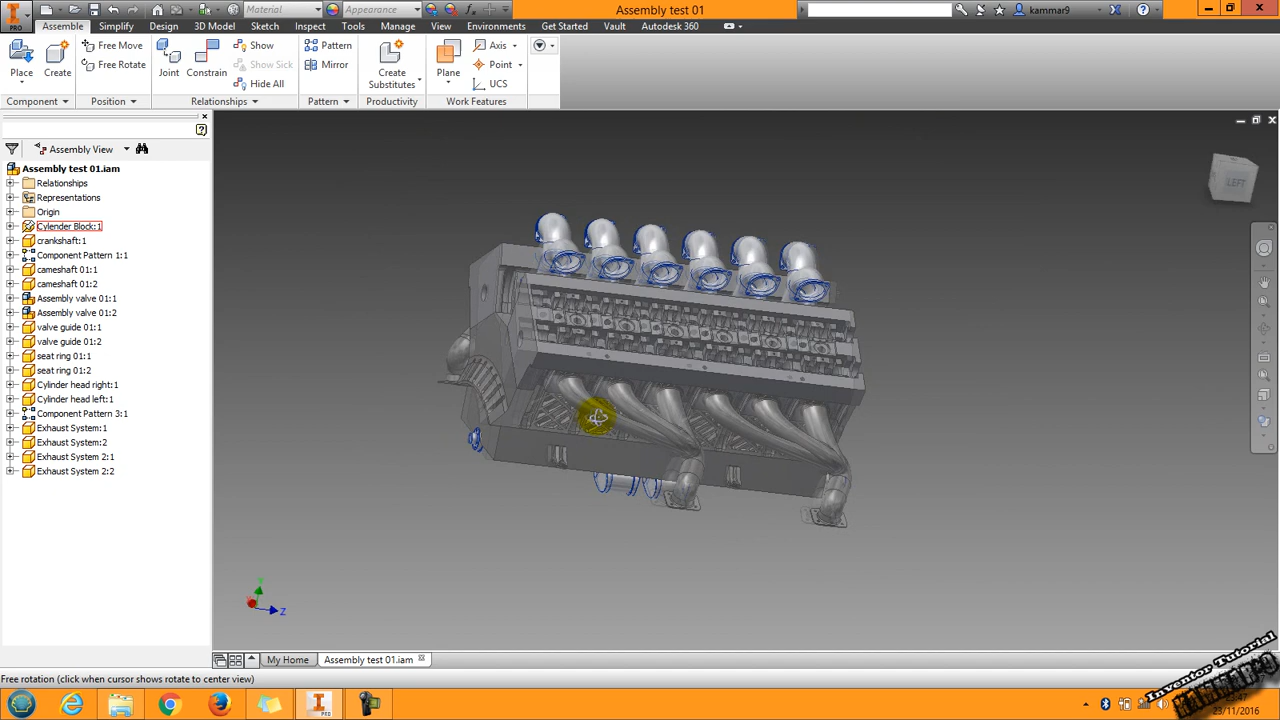 Material
Appearance
Assembly test 01
kammar9
PRO
Assemble
Simplify
Design
3D Model
Sketch
Inspect
Tools
Manage
View
Environments
Get Started
Vault
Autodesk 360
Place
Create
Free Move
Free Rotate
Joint
Constrain
Show
Show Sick
Hide All
Pattern
Mirror
Create
Substitutes
Plane
Axis
Point
UCS
Component
Position
Relationships
Pattern
Productivity
Work Features
Assembly View
Assembly test 01.iam
Relationships
Representations
Origin
Cylender Block:1
crankshaft:1
Component Pattern 1:1
cameshaft 01:1
cameshaft 01:2
Assembly valve 01:1
Assembly valve 01:2
valve guide 01:1
valve guide 01:2
seat ring 01:1
seat ring 01:2
Cylinder head right:1
Cylinder head left:1
Component Pattern 3:1
Exhaust System:1
Exhaust System:2
Exhaust System 2:1
Exhaust System 2:2
LEFT
Y
Z
My Home
Assembly test 01.iam
Free rotation (click when cursor shows rotate to center view)
PRO
Inventor Tutorial
23/11/2016